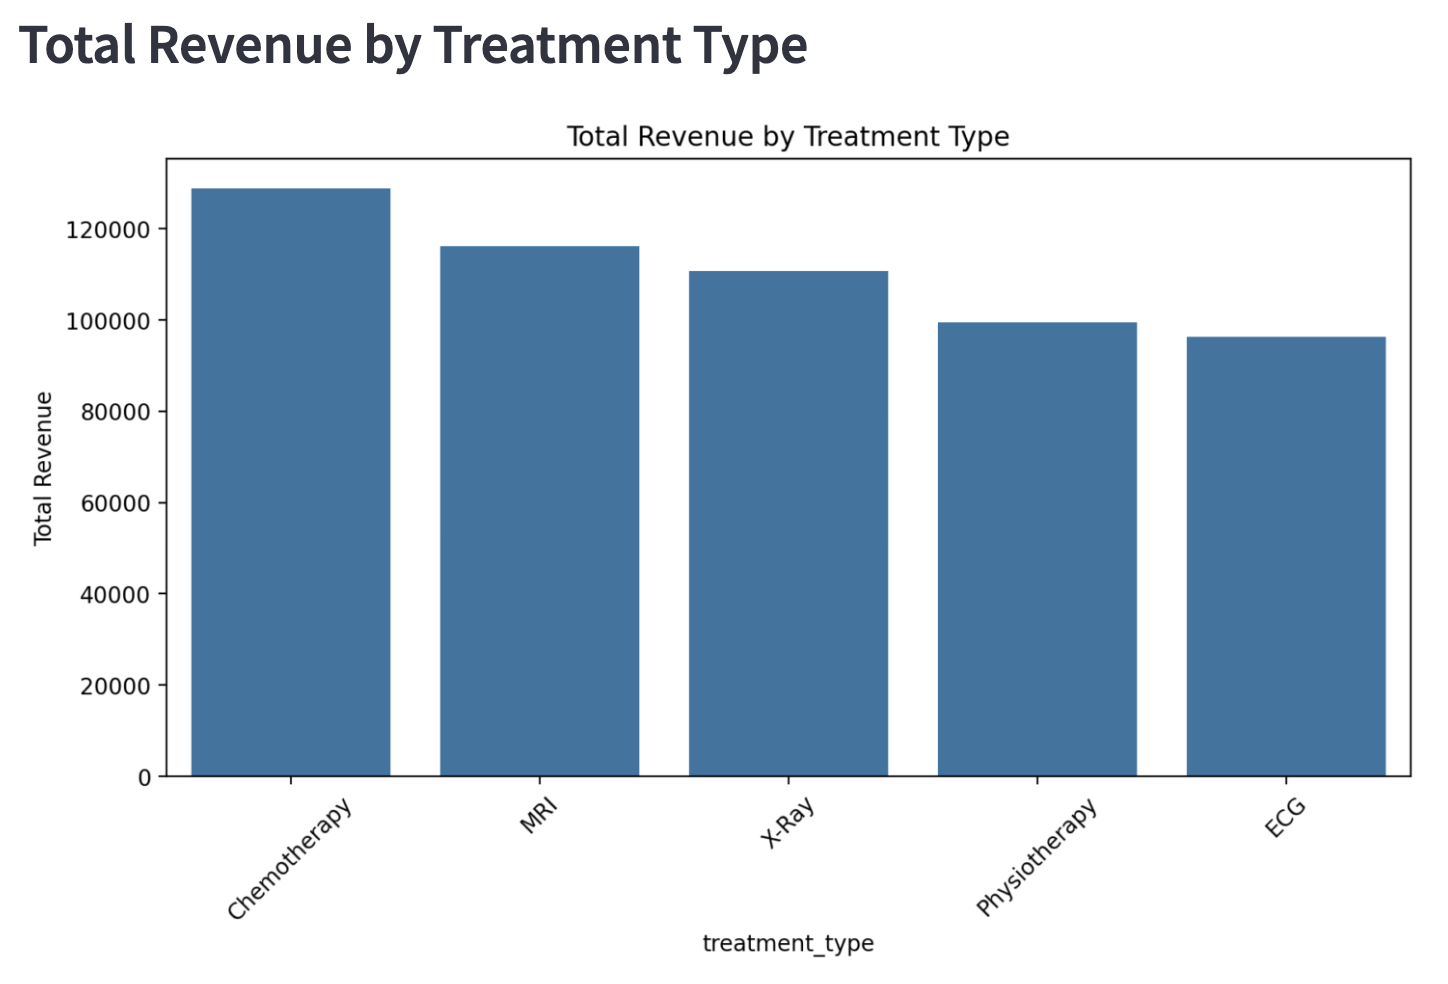 Total Revenue by Treatment Type
Total Revenue by Treatment Type
120000
100000
80000
60000
40000
20000
0
Total Revenue
Chemotherapy
MRI
X-Ray
Physiotherapy
ECG
treatment_type